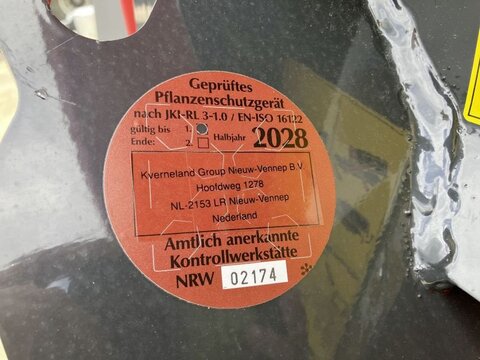 Geprüftes
Pflanzenschutzgerät
nach JKI-RL 3-1.0 / EN-ISO 16122
gültig bis 1. Halbjahr 2028
Ende: 2.
Kverneland Group Nieuw-Vennep B.V.
Hoofdweg 1278
NL-2153 LR Nieuw-Vennep
Nederland
Amtlich anerkannte
Kontrollwerkstätte
NRW 02174